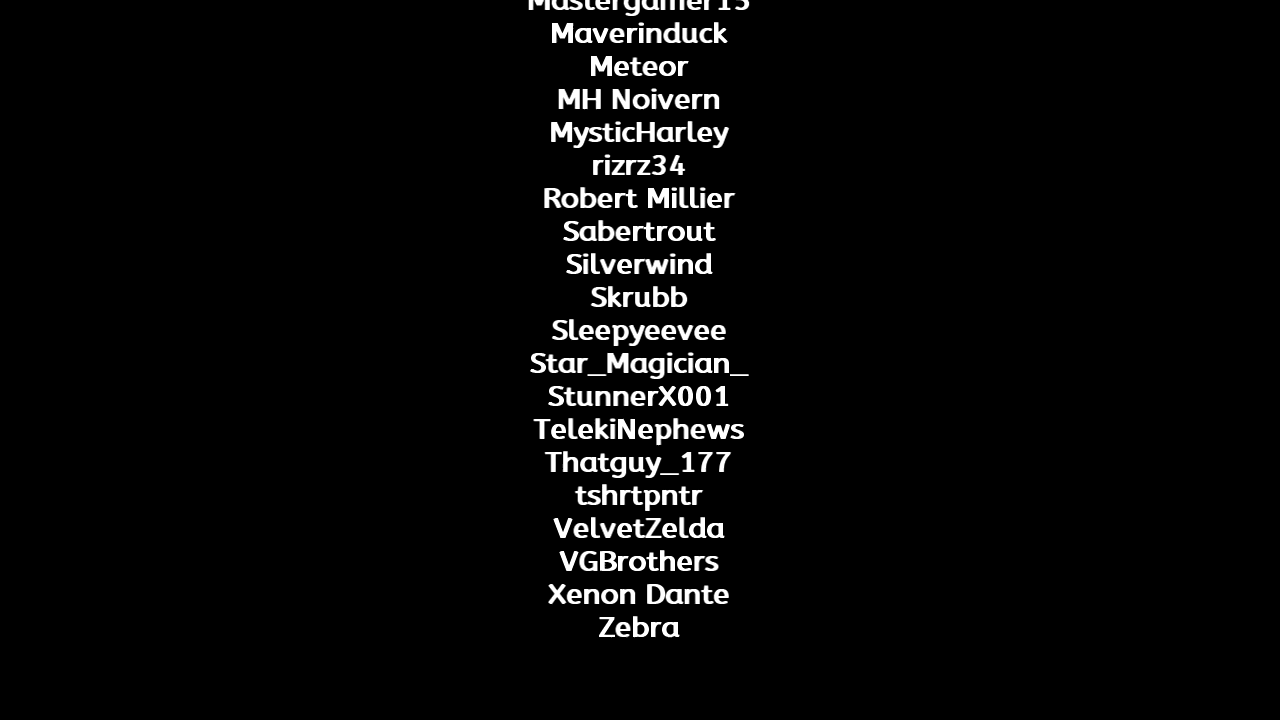 Mastergamer15
Maverinduck
Meteor
MH Noivern
MysticHarley
rizrz34
Robert Millier
Sabertrout
Silverwind
Skrubb
Sleepyeevee
Star_Magician_
StunnerX001
TelekiNephews
Thatguy_177
tshrtpntr
VelvetZelda
VGBrothers
Xenon Dante
Zebra